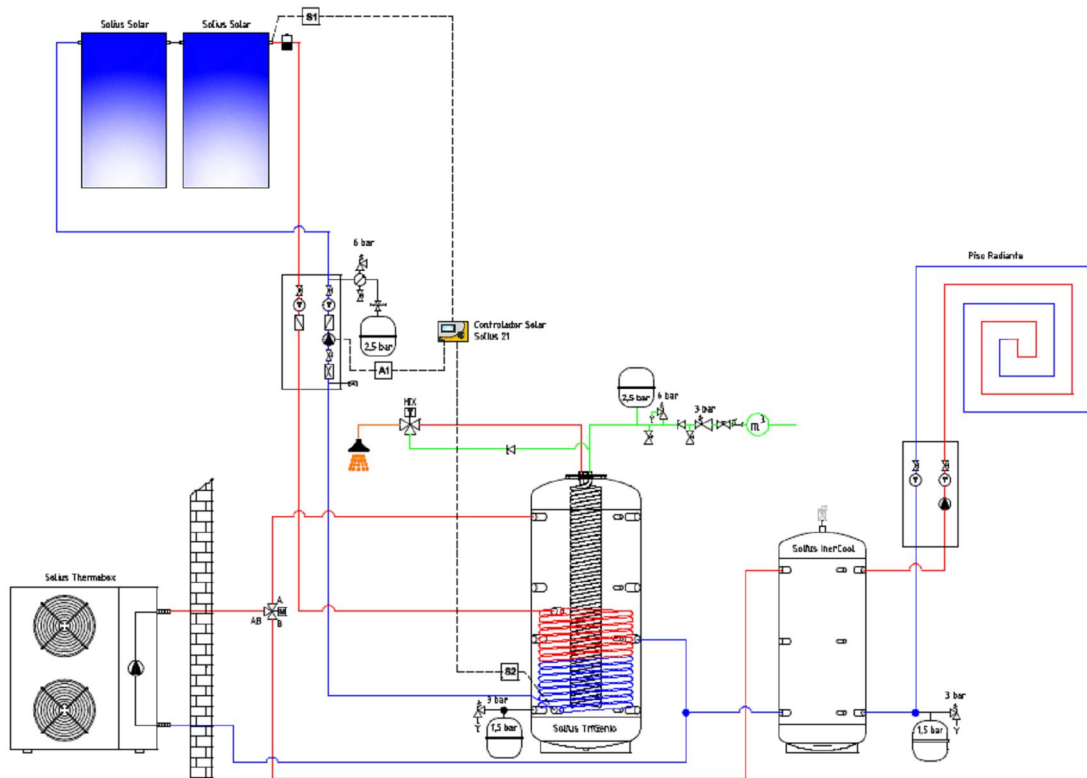 Solius Solar
Solius Solar
S1
6 bar
Piso Radiante
2,5 bar
Controlador Solar
Solius 21
A1
MIX
2,5 bar
6 bar
3 bar
m³
Solius InerCool
Solius Thermabox
A
AB
B
S2
3 bar
1,5 bar
Solius TriGenio
3 bar
1,5 bar